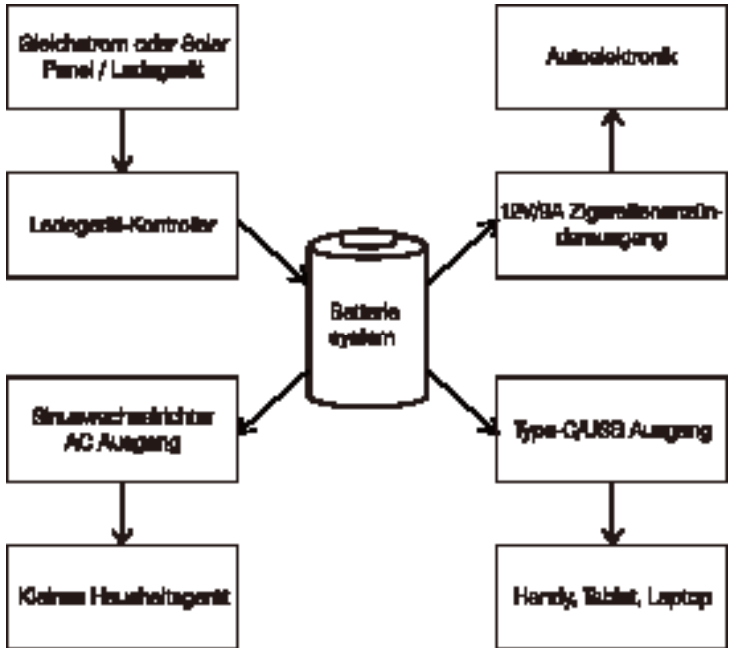 Gleichstrom oder Solar
Panel / Ladegerät
Autoelektronik
Ladegerät-Kontroller
12V/9A Zigarettenanzün-
derausgang
Batterie
system
Sinuswechselrichter
AC Ausgang
Type-C/USB Ausgang
Kleines Haushaltsgerät
Handy, Tablet, Laptop